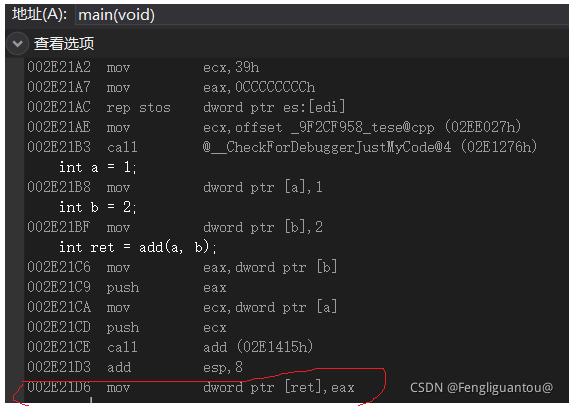 地址(A): main(void)
查看选项
002E21A2 mov ecx,39h
002E21A7 mov eax,0CCCCCCCCh
002E21AC rep stos dword ptr es:[edi]
002E21AE mov ecx,offset _9F2CF958_tese@cpp (02EE027h)
002E21B3 call @__CheckForDebuggerJustMyCode@4 (02E1276h)
int a = 1;
002E21B8 mov dword ptr [a],1
int b = 2;
002E21BF mov dword ptr [b],2
int ret = add(a, b);
002E21C6 mov eax,dword ptr [b]
002E21C9 push eax
002E21CA mov ecx,dword ptr [a]
002E21CD push ecx
002E21CE call add (02E1415h)
002E21D3 add esp,8
002E21D6 mov dword ptr [ret],eax
CSDN @Fengliguantou@